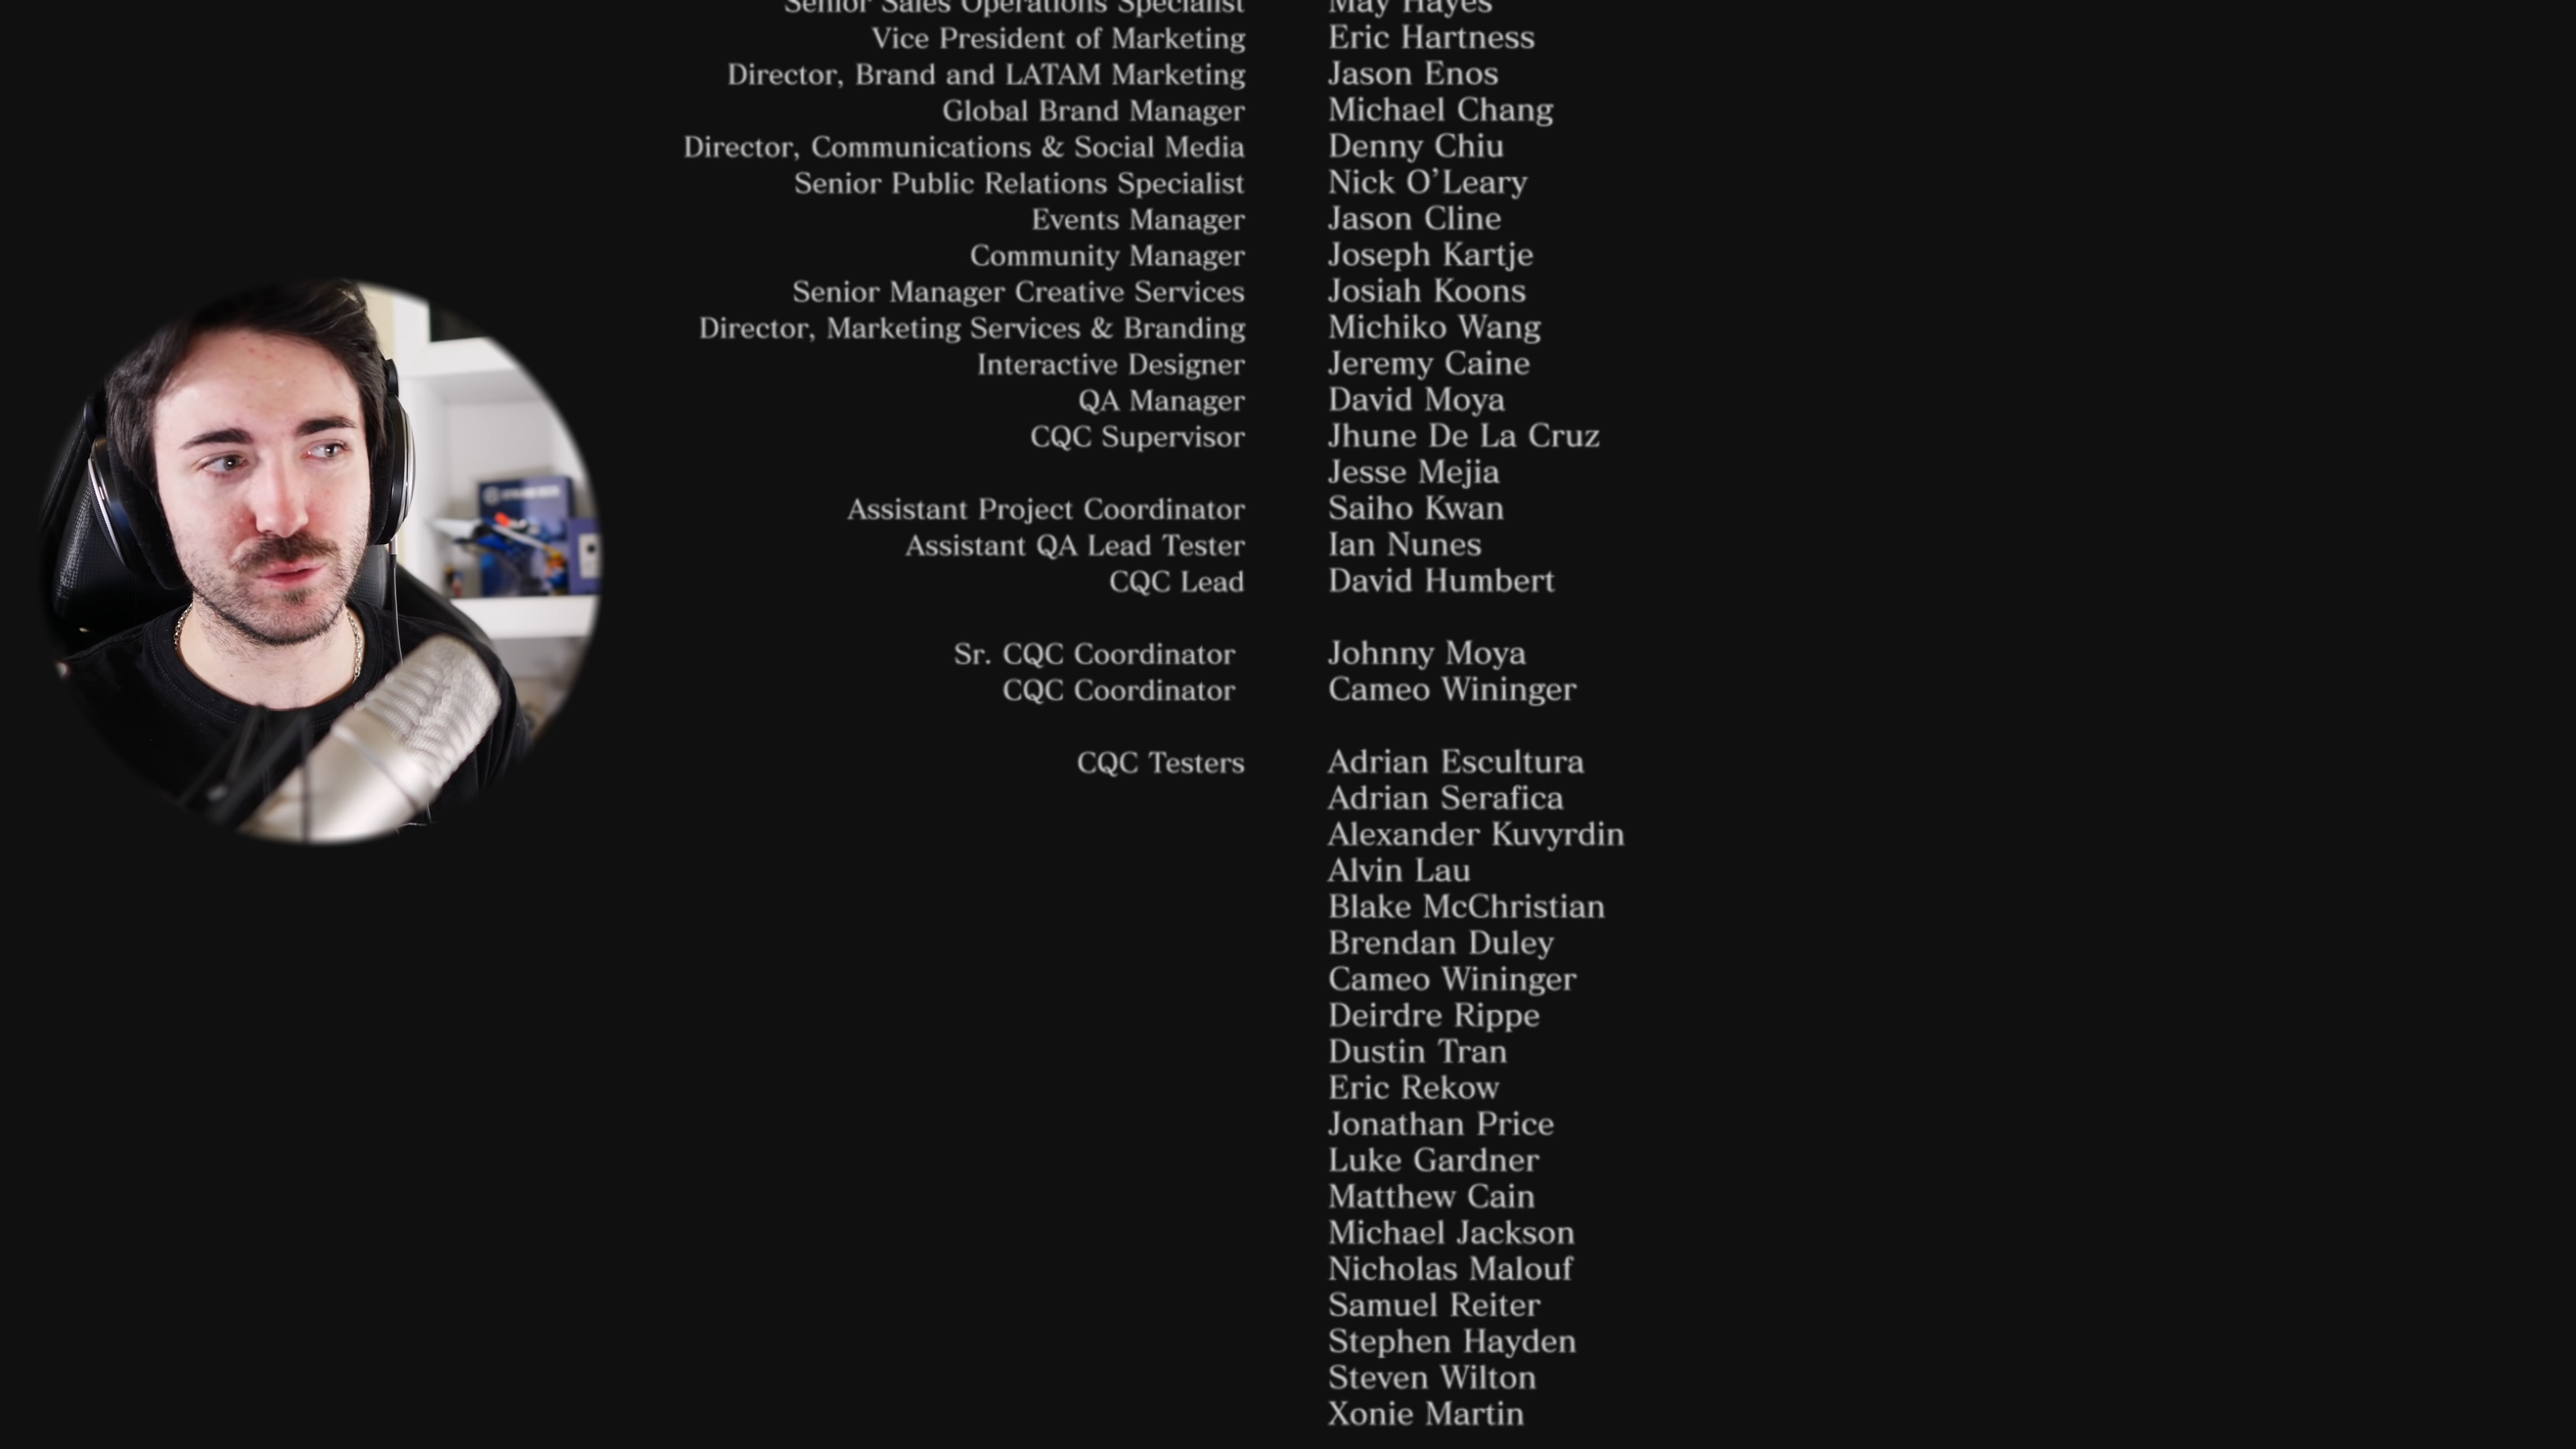 Senior Sales Operations Specialist May Hayes
Vice President of Marketing Eric Hartness
Director, Brand and LATAM Marketing Jason Enos
Global Brand Manager Michael Chang
Director, Communications & Social Media Denny Chiu
Senior Public Relations Specialist Nick O’Leary
Events Manager Jason Cline
Community Manager Joseph Kartje
Senior Manager Creative Services Josiah Koons
Director, Marketing Services & Branding Michiko Wang
Interactive Designer Jeremy Caine
QA Manager David Moya
CQC Supervisor Jhune De La Cruz
Jesse Mejia
Assistant Project Coordinator Saiho Kwan
Assistant QA Lead Tester Ian Nunes
CQC Lead David Humbert
Sr. CQC Coordinator Johnny Moya
CQC Coordinator Cameo Wininger
CQC Testers Adrian Escultura
Adrian Serafica
Alexander Kuvyrdin
Alvin Lau
Blake McChristian
Brendan Duley
Cameo Wininger
Deirdre Rippe
Dustin Tran
Eric Rekow
Jonathan Price
Luke Gardner
Matthew Cain
Michael Jackson
Nicholas Malouf
Samuel Reiter
Stephen Hayden
Steven Wilton
Xonie Martin